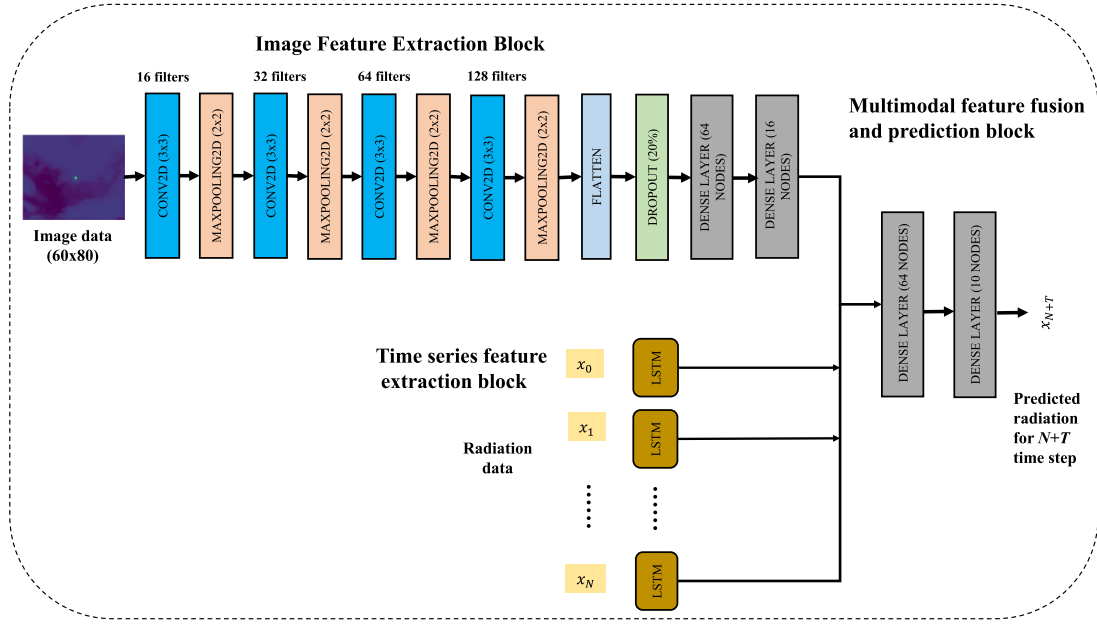 Image Feature Extraction Block
16 filters
32 filters
64 filters
128 filters
CONV2D (3x3)
MAXPOOLING2D (2x2)
CONV2D (3x3)
MAXPOOLING2D (2x2)
CONV2D (3x3)
MAXPOOLING2D (2x2)
CONV2D (3x3)
MAXPOOLING2D (2x2)
FLATTEN
DROPOUT (20%)
DENSE LAYER (64
NODES)
DENSE LAYER (16
NODES)
Image data
(60x80)
Multimodal feature fusion
and prediction block
DENSE LAYER (64 NODES)
DENSE LAYER (10 NODES)
x_{N+T}
Predicted
radiation
for N+T
time step
Time series feature
extraction block
Radiation
data
x_0
LSTM
x_1
LSTM
x_N
LSTM